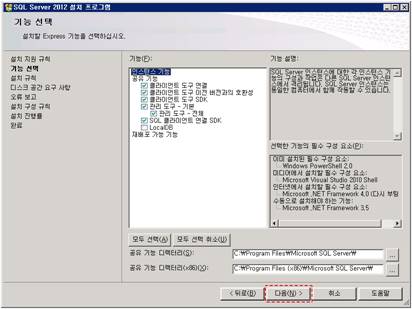 SQL Server 2012 설치 프로그램
기능 선택
설치할 Express 기능을 선택하십시오.
설치 지원 규칙
기능 선택
설치 규칙
디스크 공간 요구 사항
오류 보고
설치 구성 규칙
설치 진행률
완료
기능(F):
인스턴스 기능
공유 기능
클라이언트 도구 연결
클라이언트 도구 이전 버전과의 호환성
클라이언트 도구 SDK
관리 도구 - 기본
관리 도구 - 전체
SQL 클라이언트 연결 SDK
LocalDB
재배포 가능 기능
기능 설명:
SQL Server 인스턴스에 대한 각 인스턴스 기
능의 구성과 작업은 다른 SQL Server 인스턴스
에서 격리됩니다. SQL Server 인스턴스는
동일한 컴퓨터에서 함께 작동할 수 있습니다.
선택한 기능의 필수 구성 요소(P):
이미 설치된 필수 구성 요소:
Windows PowerShell 2.0
미디어에서 설치할 필수 구성 요소:
Microsoft Visual Studio 2010 Shell
인터넷에서 설치할 필수 구성 요소:
Microsoft .NET Framework 4.0 (다시 부팅
수동으로 설치해야 하는 기능:
Microsoft .NET Framework 3.5
모두 선택(A) 모두 선택 취소(U)
공유 기능 디렉터리(S): C:₩Program Files₩Microsoft SQL Server₩ ...
공유 기능 디렉터리(x86)(X): C:₩Program Files (x86)₩Microsoft SQL Server₩ ...
< 뒤로(B) 다음(N) > 취소 도움말